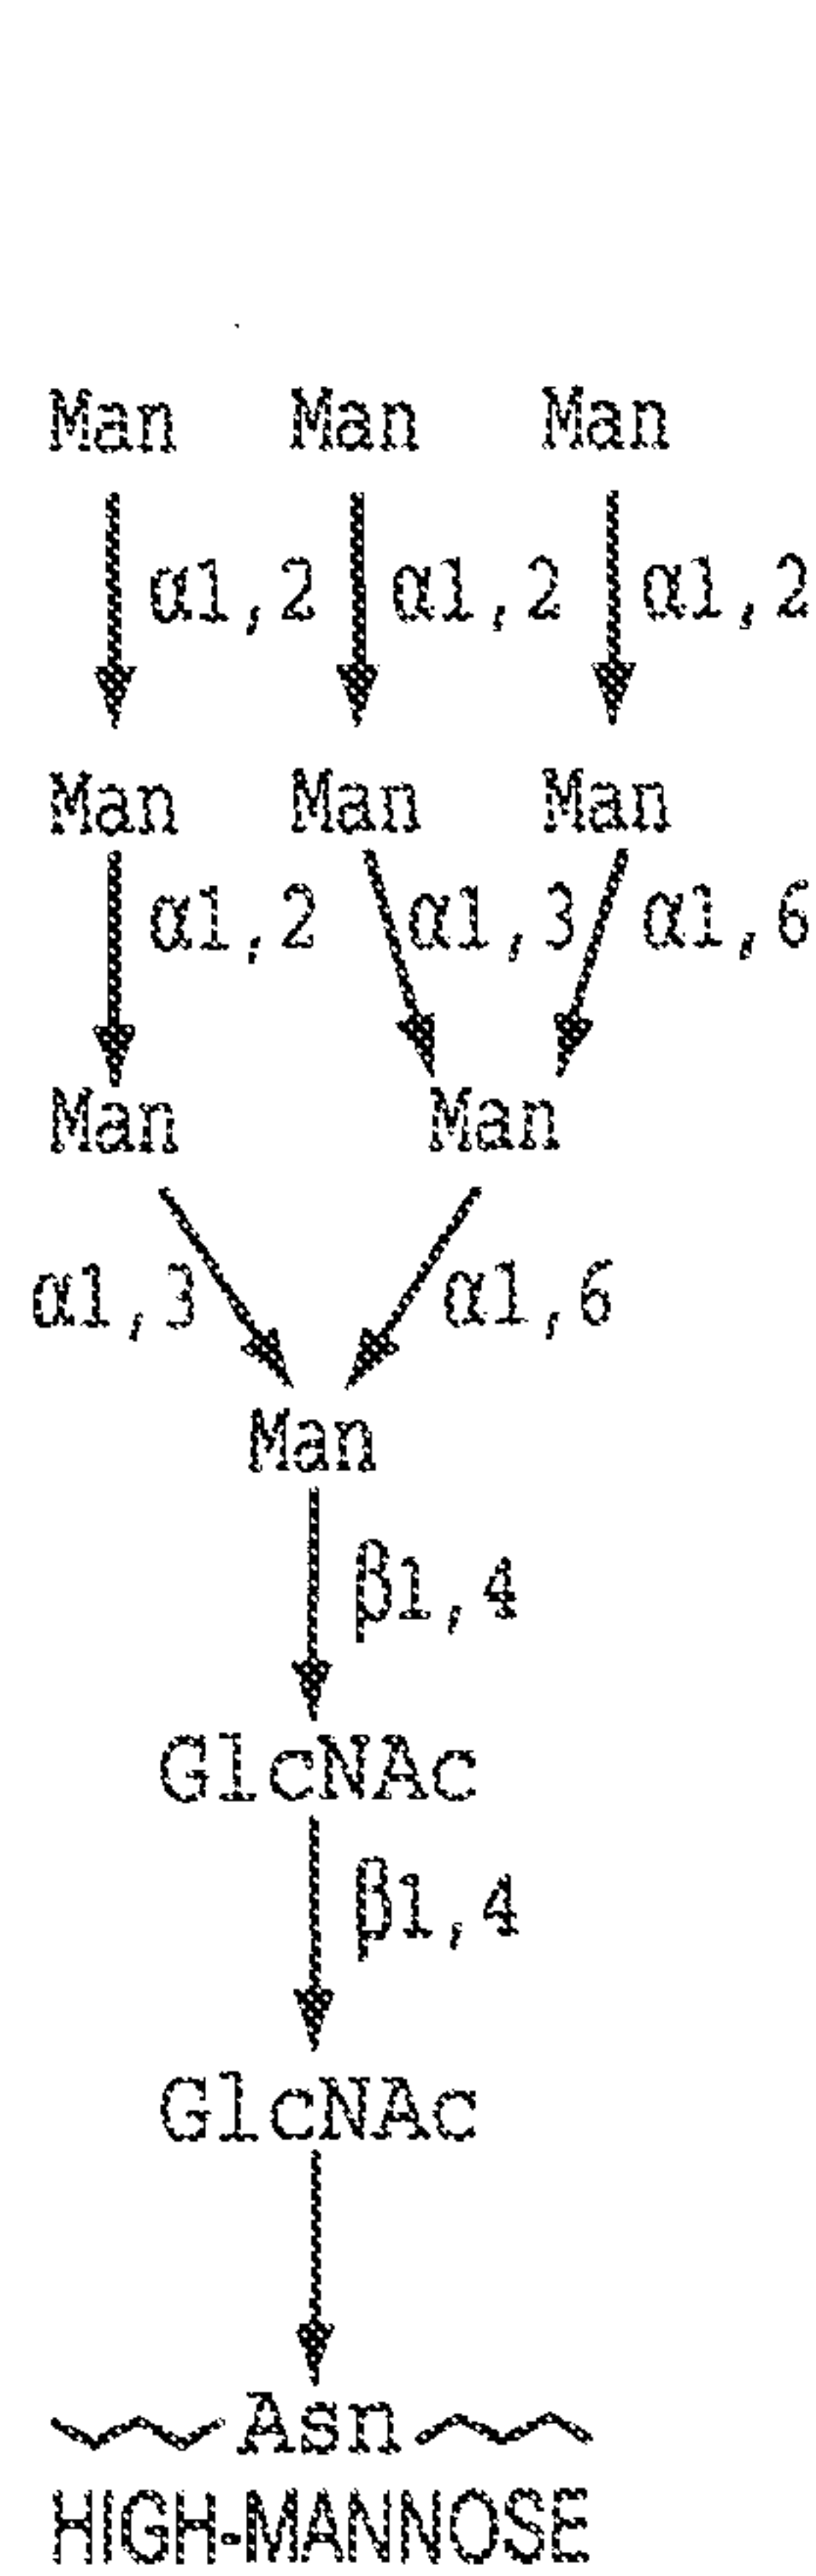 Man Man Man
α1,2 α1,2 α1,2
Man Man Man
α1,2 α1,3 α1,6
Man Man
α1,3 α1,6
Man
β1,4
GlcNAc
β1,4
GlcNAc
Asn
HIGH-MANNOSE